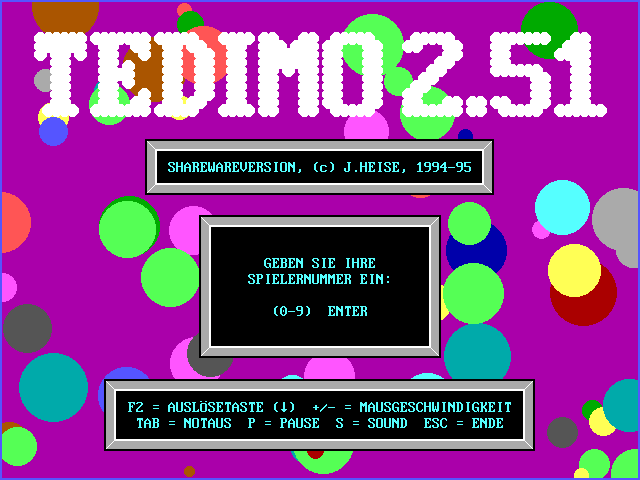 TEDIMO 2.51
SHAREWAREVERSION, (c) J.HEISE, 1994-95
GEBEN SIE IHRE
SPIELERNUMMER EIN:
(0-9) ENTER
F2 = AUSLÖSETASTE (↓) +/- = MAUSGESCHWINDIGKEIT
TAB = NOTAUS P = PAUSE S = SOUND ESC = ENDE